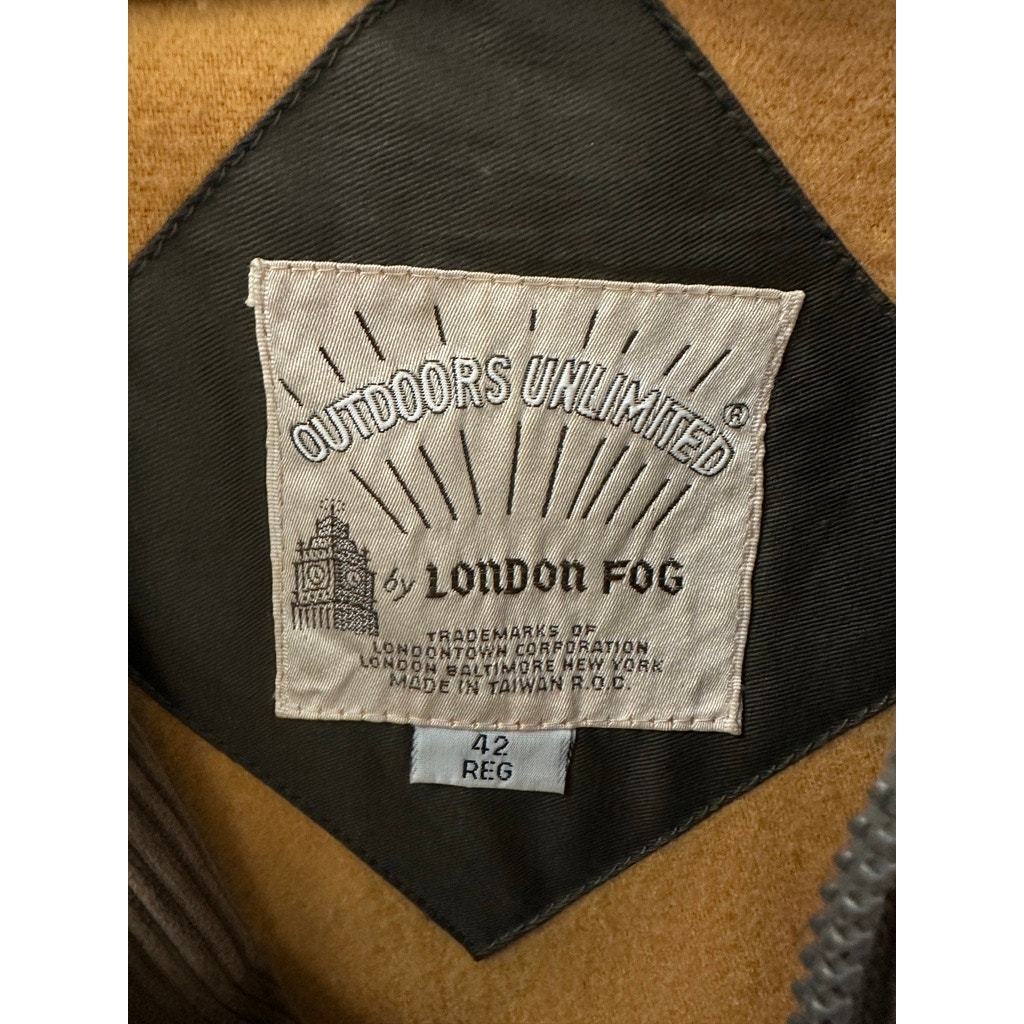 OUTDOORS UNLIMITED®
by LONDON FOG
TRADEMARKS OF
LONDONTOWN CORPORATION
LONDON BALTIMORE NEW YORK
MADE IN TAIWAN R.O.C.
42
REG